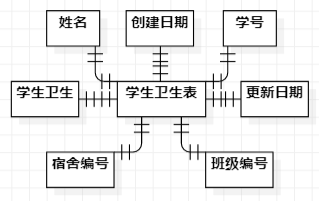 姓名
创建日期
学号
学生卫生
学生卫生表
更新日期
宿舍编号
班级编号